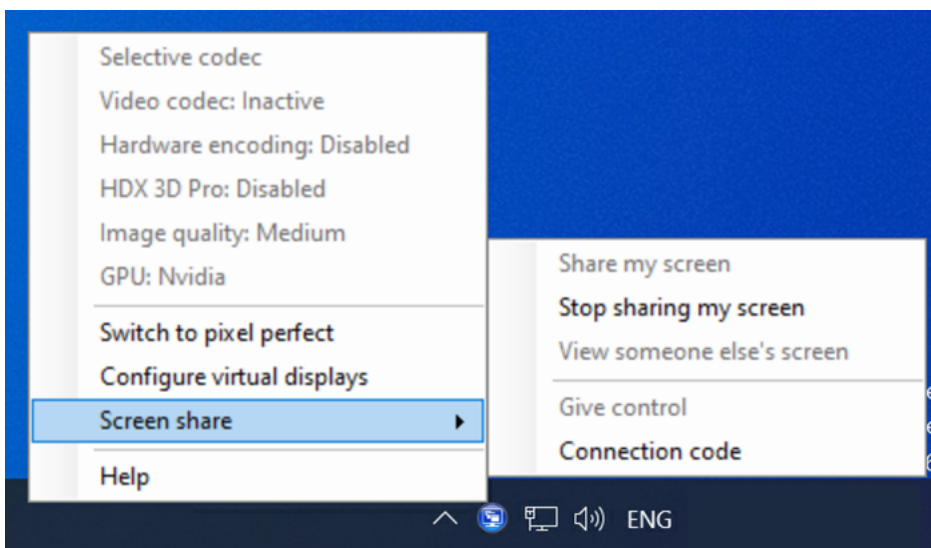 Selective codec
Video codec: Inactive
Hardware encoding: Disabled
HDX 3D Pro: Disabled
Image quality: Medium
GPU: Nvidia
Switch to pixel perfect
Configure virtual displays
Screen share
Help
Share my screen
Stop sharing my screen
View someone else's screen
Give control
Connection code
ENG